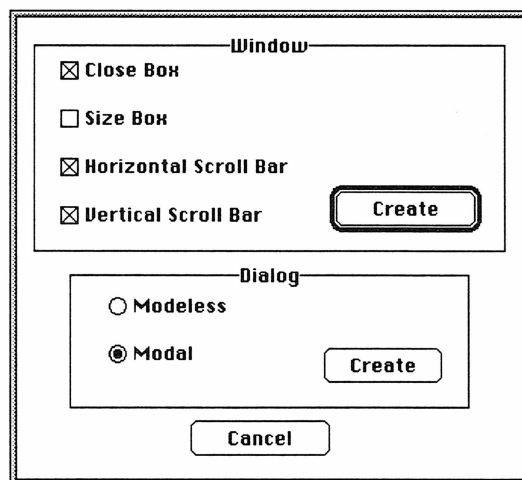 Window
Close Box
Size Box
Horizontal Scroll Bar
Vertical Scroll Bar
Create
Dialog
Modeless
Modal
Create
Cancel